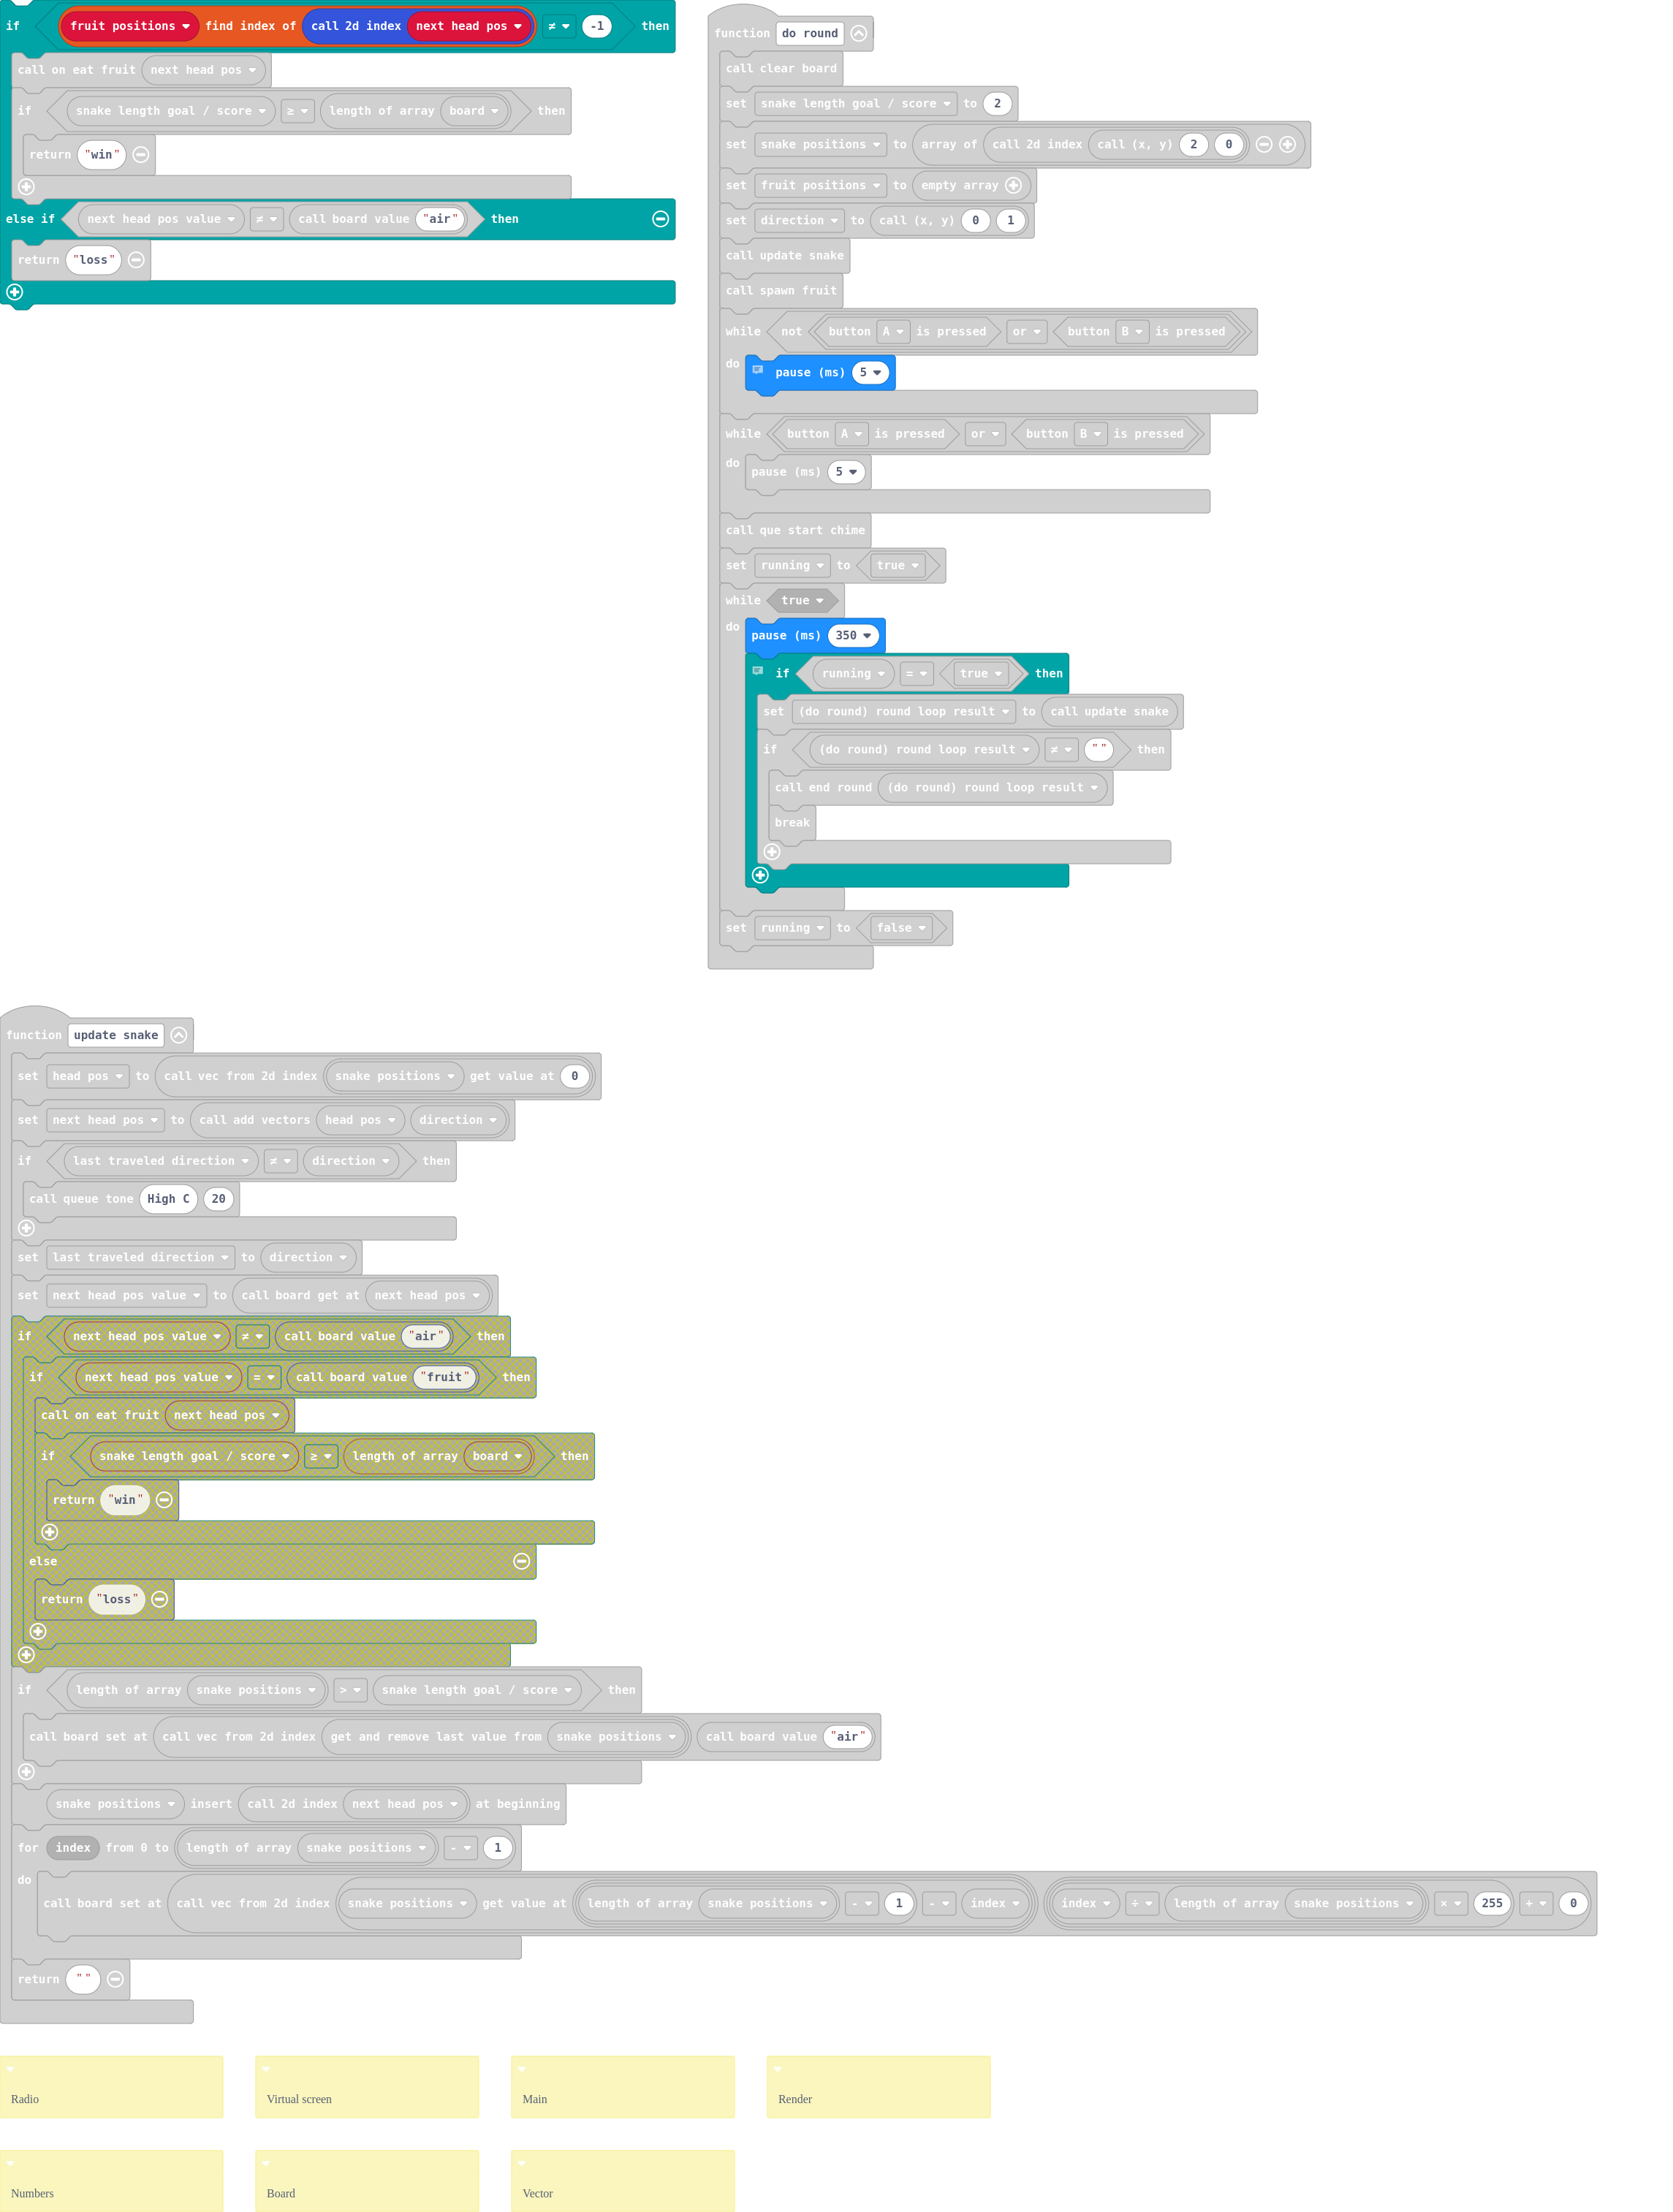 if fruit positions find index of call 2d index next head pos ≠ -1 then
call on eat fruit next head pos
if snake length goal / score ≥ length of array board then
return "win"
else if next head pos value ≠ call board value "air" then
return "loss"
function do round
call clear board
set snake length goal / score to 2
set snake positions to array of call 2d index call (x, y) 2 0
set fruit positions to empty array
set direction to call (x, y) 0 1
call update snake
call spawn fruit
while not button A is pressed or button B is pressed
do
pause (ms) 5
while button A is pressed or button B is pressed
do
pause (ms) 5
call que start chime
set running to true
while true
do
pause (ms) 350
if running = true then
set (do round) round loop result to call update snake
if (do round) round loop result ≠ "" then
call end round (do round) round loop result
break
set running to false
function update snake
set head pos to call vec from 2d index snake positions get value at 0
set next head pos to call add vectors head pos direction
if last traveled direction ≠ direction then
call queue tone High C 20
set last traveled direction to direction
set next head pos value to call board get at next head pos
if next head pos value ≠ call board value "air" then
if next head pos value = call board value "fruit" then
call on eat fruit next head pos
if snake length goal / score ≥ length of array board then
return "win"
else
return "loss"
if length of array snake positions > snake length goal / score then
call board set at call vec from 2d index get and remove last value from snake positions call board value "air"
snake positions insert call 2d index next head pos at beginning
for index from 0 to length of array snake positions - 1
do
call board set at call vec from 2d index snake positions get value at length of array snake positions - 1 - index index ÷ length of array snake positions × 255 + 0
return ""
Radio
Virtual screen
Main
Render
Numbers
Board
Vector